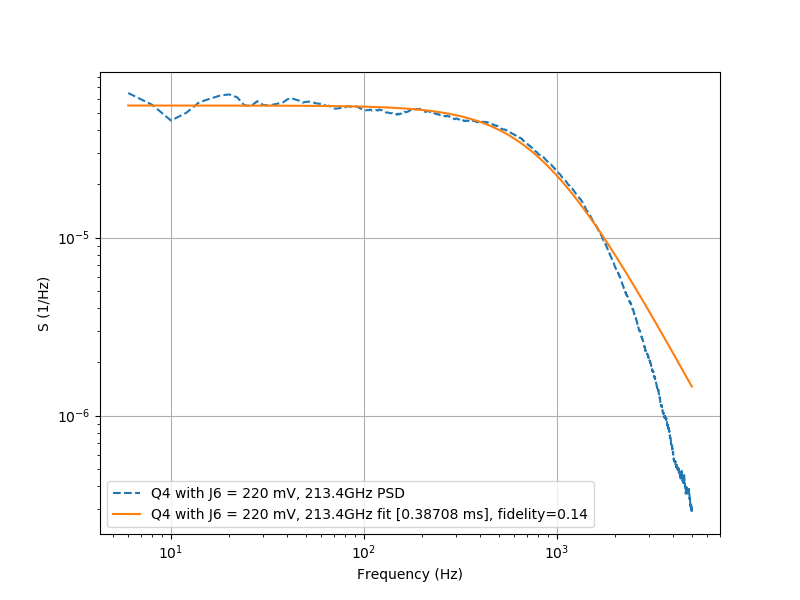 S (1/Hz)
10⁻⁵
10⁻⁶
Q4 with J6 = 220 mV, 213.4GHz PSD
Q4 with J6 = 220 mV, 213.4GHz fit [0.38708 ms], fidelity=0.14
10¹ 10² 10³
Frequency (Hz)